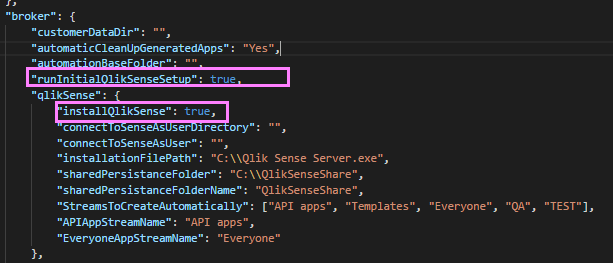 },
"broker": {
"customerDataDir": "",
"automaticCleanUpGeneratedApps": "Yes",
"automationBaseFolder": "",
"runInitialQlikSenseSetup": true,
"qlikSense": {
"installQlikSense": true,
"connectToSenseAsUserDirectory": "",
"connectToSenseAsUser": "",
"installationFilePath": "C:\\Qlik Sense Server.exe",
"sharedPersistanceFolder": "C:\\QlikSenseShare",
"sharedPersistanceFolderName": "QlikSenseShare",
"StreamsToCreateAutomatically": ["API apps", "Templates", "Everyone", "QA", "TEST"],
"APIAppStreamName": "API apps",
"EveryoneAppStreamName": "Everyone"
},